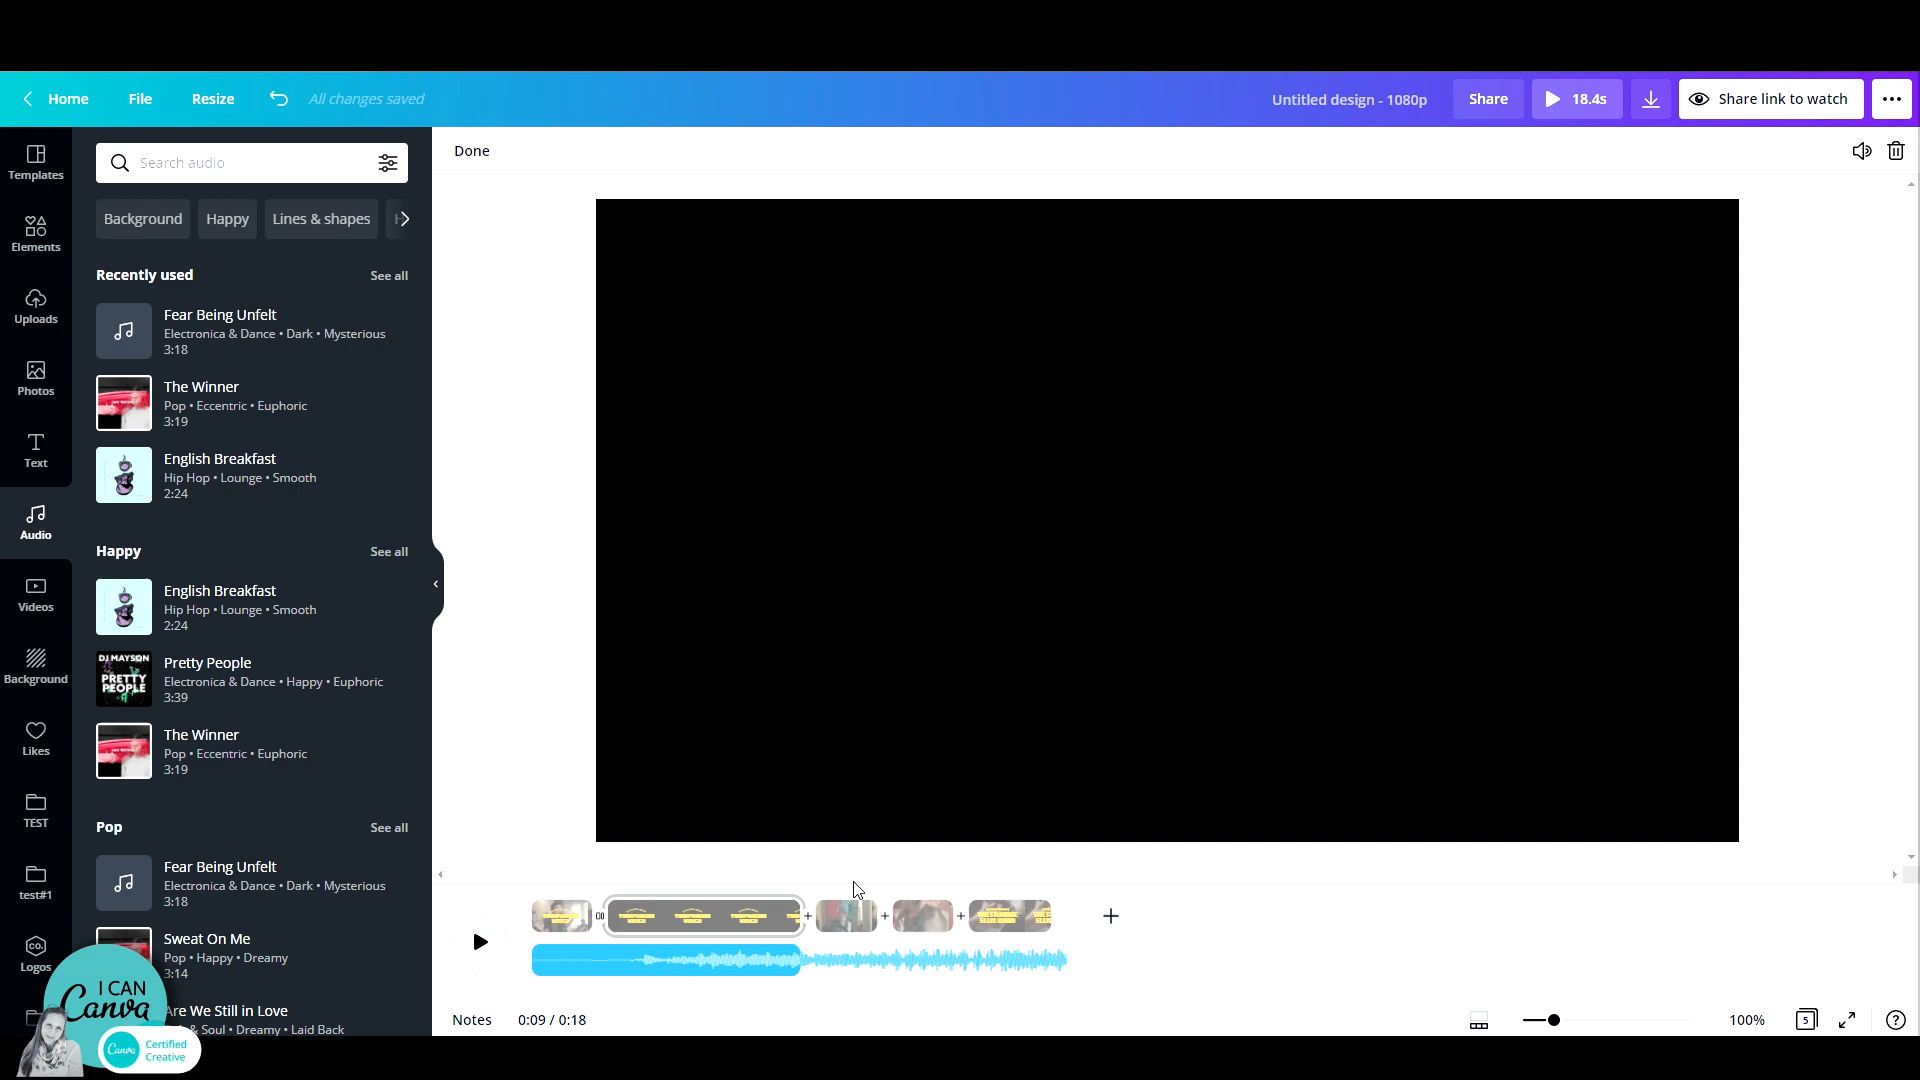 Home File Resize All changes saved Untitled design - 1080p Share 18.4s Share link to watch
Done
Templates
Elements
Uploads
Photos
Text
Audio
Videos
Background
Likes
TEST
test#1
Logos
Search audio
Background Happy Lines & shapes
Recently used See all
Fear Being Unfelt
Electronica & Dance • Dark • Mysterious
3:18
The Winner
Pop • Eccentric • Euphoric
3:19
English Breakfast
Hip Hop • Lounge • Smooth
2:24
Happy See all
English Breakfast
Hip Hop • Lounge • Smooth
2:24
DJ MAYSON
PRETTY
PEOPLE
Pretty People
Electronica & Dance • Happy • Euphoric
3:39
The Winner
Pop • Eccentric • Euphoric
3:19
Pop See all
Fear Being Unfelt
Electronica & Dance • Dark • Mysterious
3:18
Sweat On Me
Pop • Happy • Dreamy
3:14
Are We Still in Love
& Soul • Dreamy • Laid Back
CO.
I CAN
Canva
Canva
Certified
Creative
Notes 0:09 / 0:18 100% 5